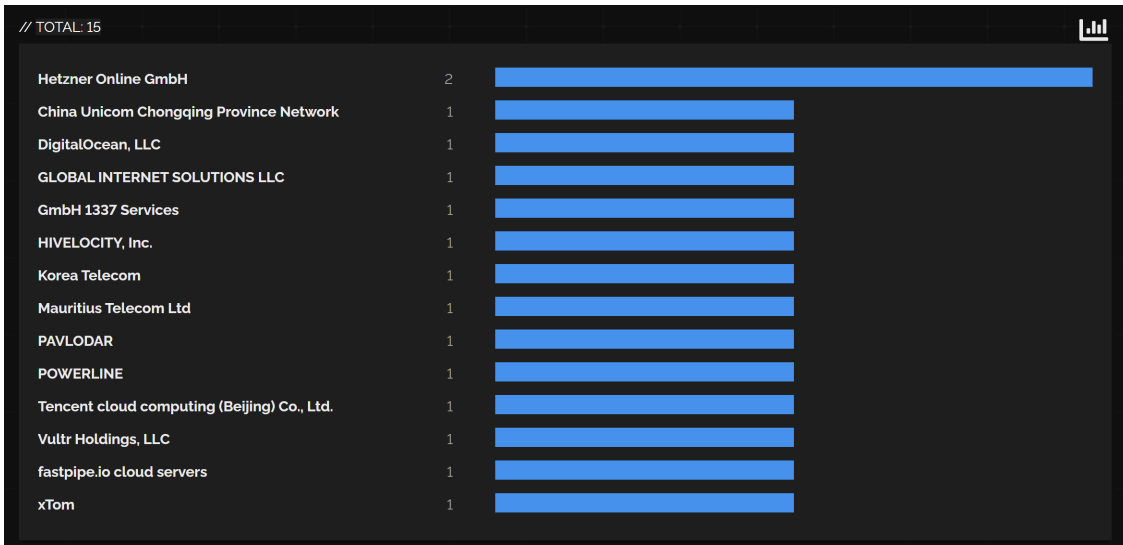 // TOTAL: 15
Hetzner Online GmbH 2
China Unicom Chongqing Province Network 1
DigitalOcean, LLC 1
GLOBAL INTERNET SOLUTIONS LLC 1
GmbH 1337 Services 1
HIVELOCITY, Inc. 1
Korea Telecom 1
Mauritius Telecom Ltd 1
PAVLODAR 1
POWERLINE 1
Tencent cloud computing (Beijing) Co., Ltd. 1
Vultr Holdings, LLC 1
fastpipe.io cloud servers 1
xTom 1